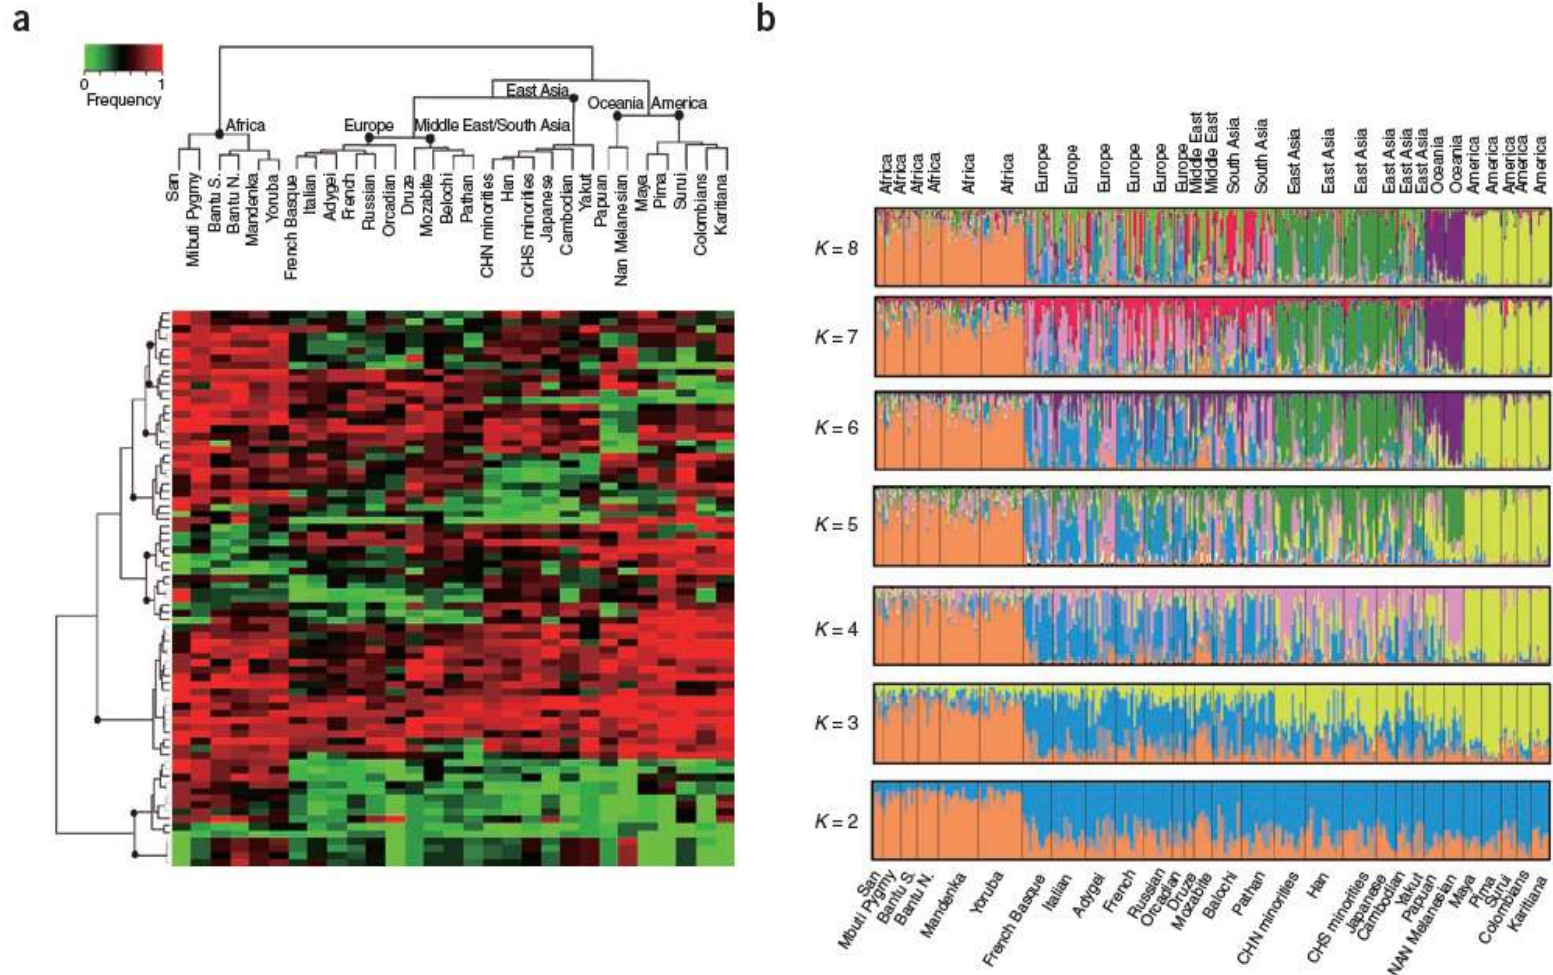 a
0 1
Frequency
East Asia
Oceania America
Africa
Europe
Middle East/South Asia
San
Mbuti Pygmy
Bantu S.
Bantu N.
Mandenka
Yoruba
French Basque
Italian
Adygei
French
Russian
Orcadian
Druze
Mozabite
Belochi
Pathan
CHN minorities
Han
CHS minorities
Japanese
Cambodian
Yakut
Papuan
Nan Melanesian
Maya
Pima
Surui
Colombians
Karitiana
b
Africa
Africa
Africa
Africa
Africa
Africa
Europe
Europe
Europe
Europe
Europe
Europe
Middle East
Middle East
South Asia
South Asia
East Asia
East Asia
East Asia
East Asia
East Asia
East Asia
Oceania
Oceania
America
America
America
America
America
K = 8
K = 7
K = 6
K = 5
K = 4
K = 3
K = 2
San
Mbuti Pygmy
Bantu S.
Bantu N.
Mandenka
Yoruba
French Basque
Italian
Adygei
French
Russian
Orcadian
Druze
Mozabite
Balochi
Pathan
CHN minorities
Han
CHS minorities
Japanese
Cambodian
Yakut
Papuan
NAN Melanesian
Maya
Pima
Surui
Colombians
Karitiana